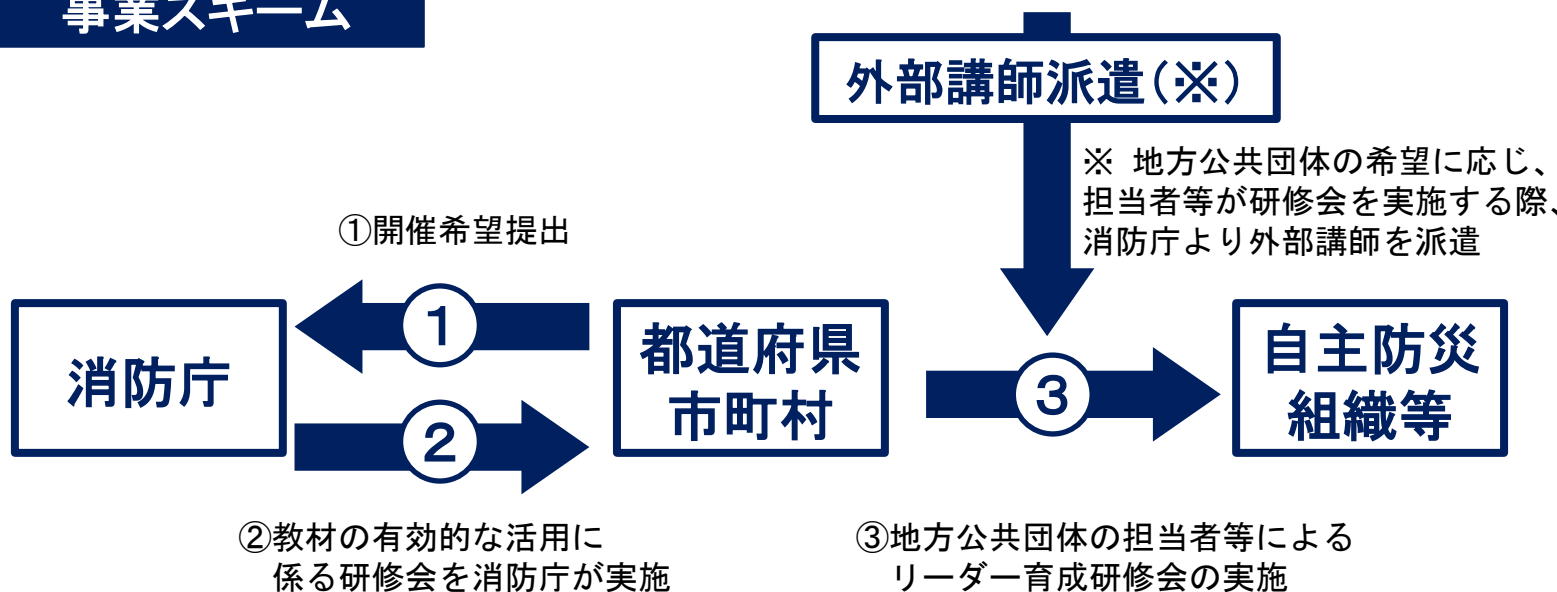 事業スキーム
外部講師派遣(※)
※ 地方公共団体の希望に応じ、
担当者等が研修会を実施する際、
消防庁より外部講師を派遣
①開催希望提出
消防庁
1
2
都道府県
市町村
3
自主防災
組織等
②教材の有効的な活用に
係る研修会を消防庁が実施
③地方公共団体の担当者等による
リーダー育成研修会の実施